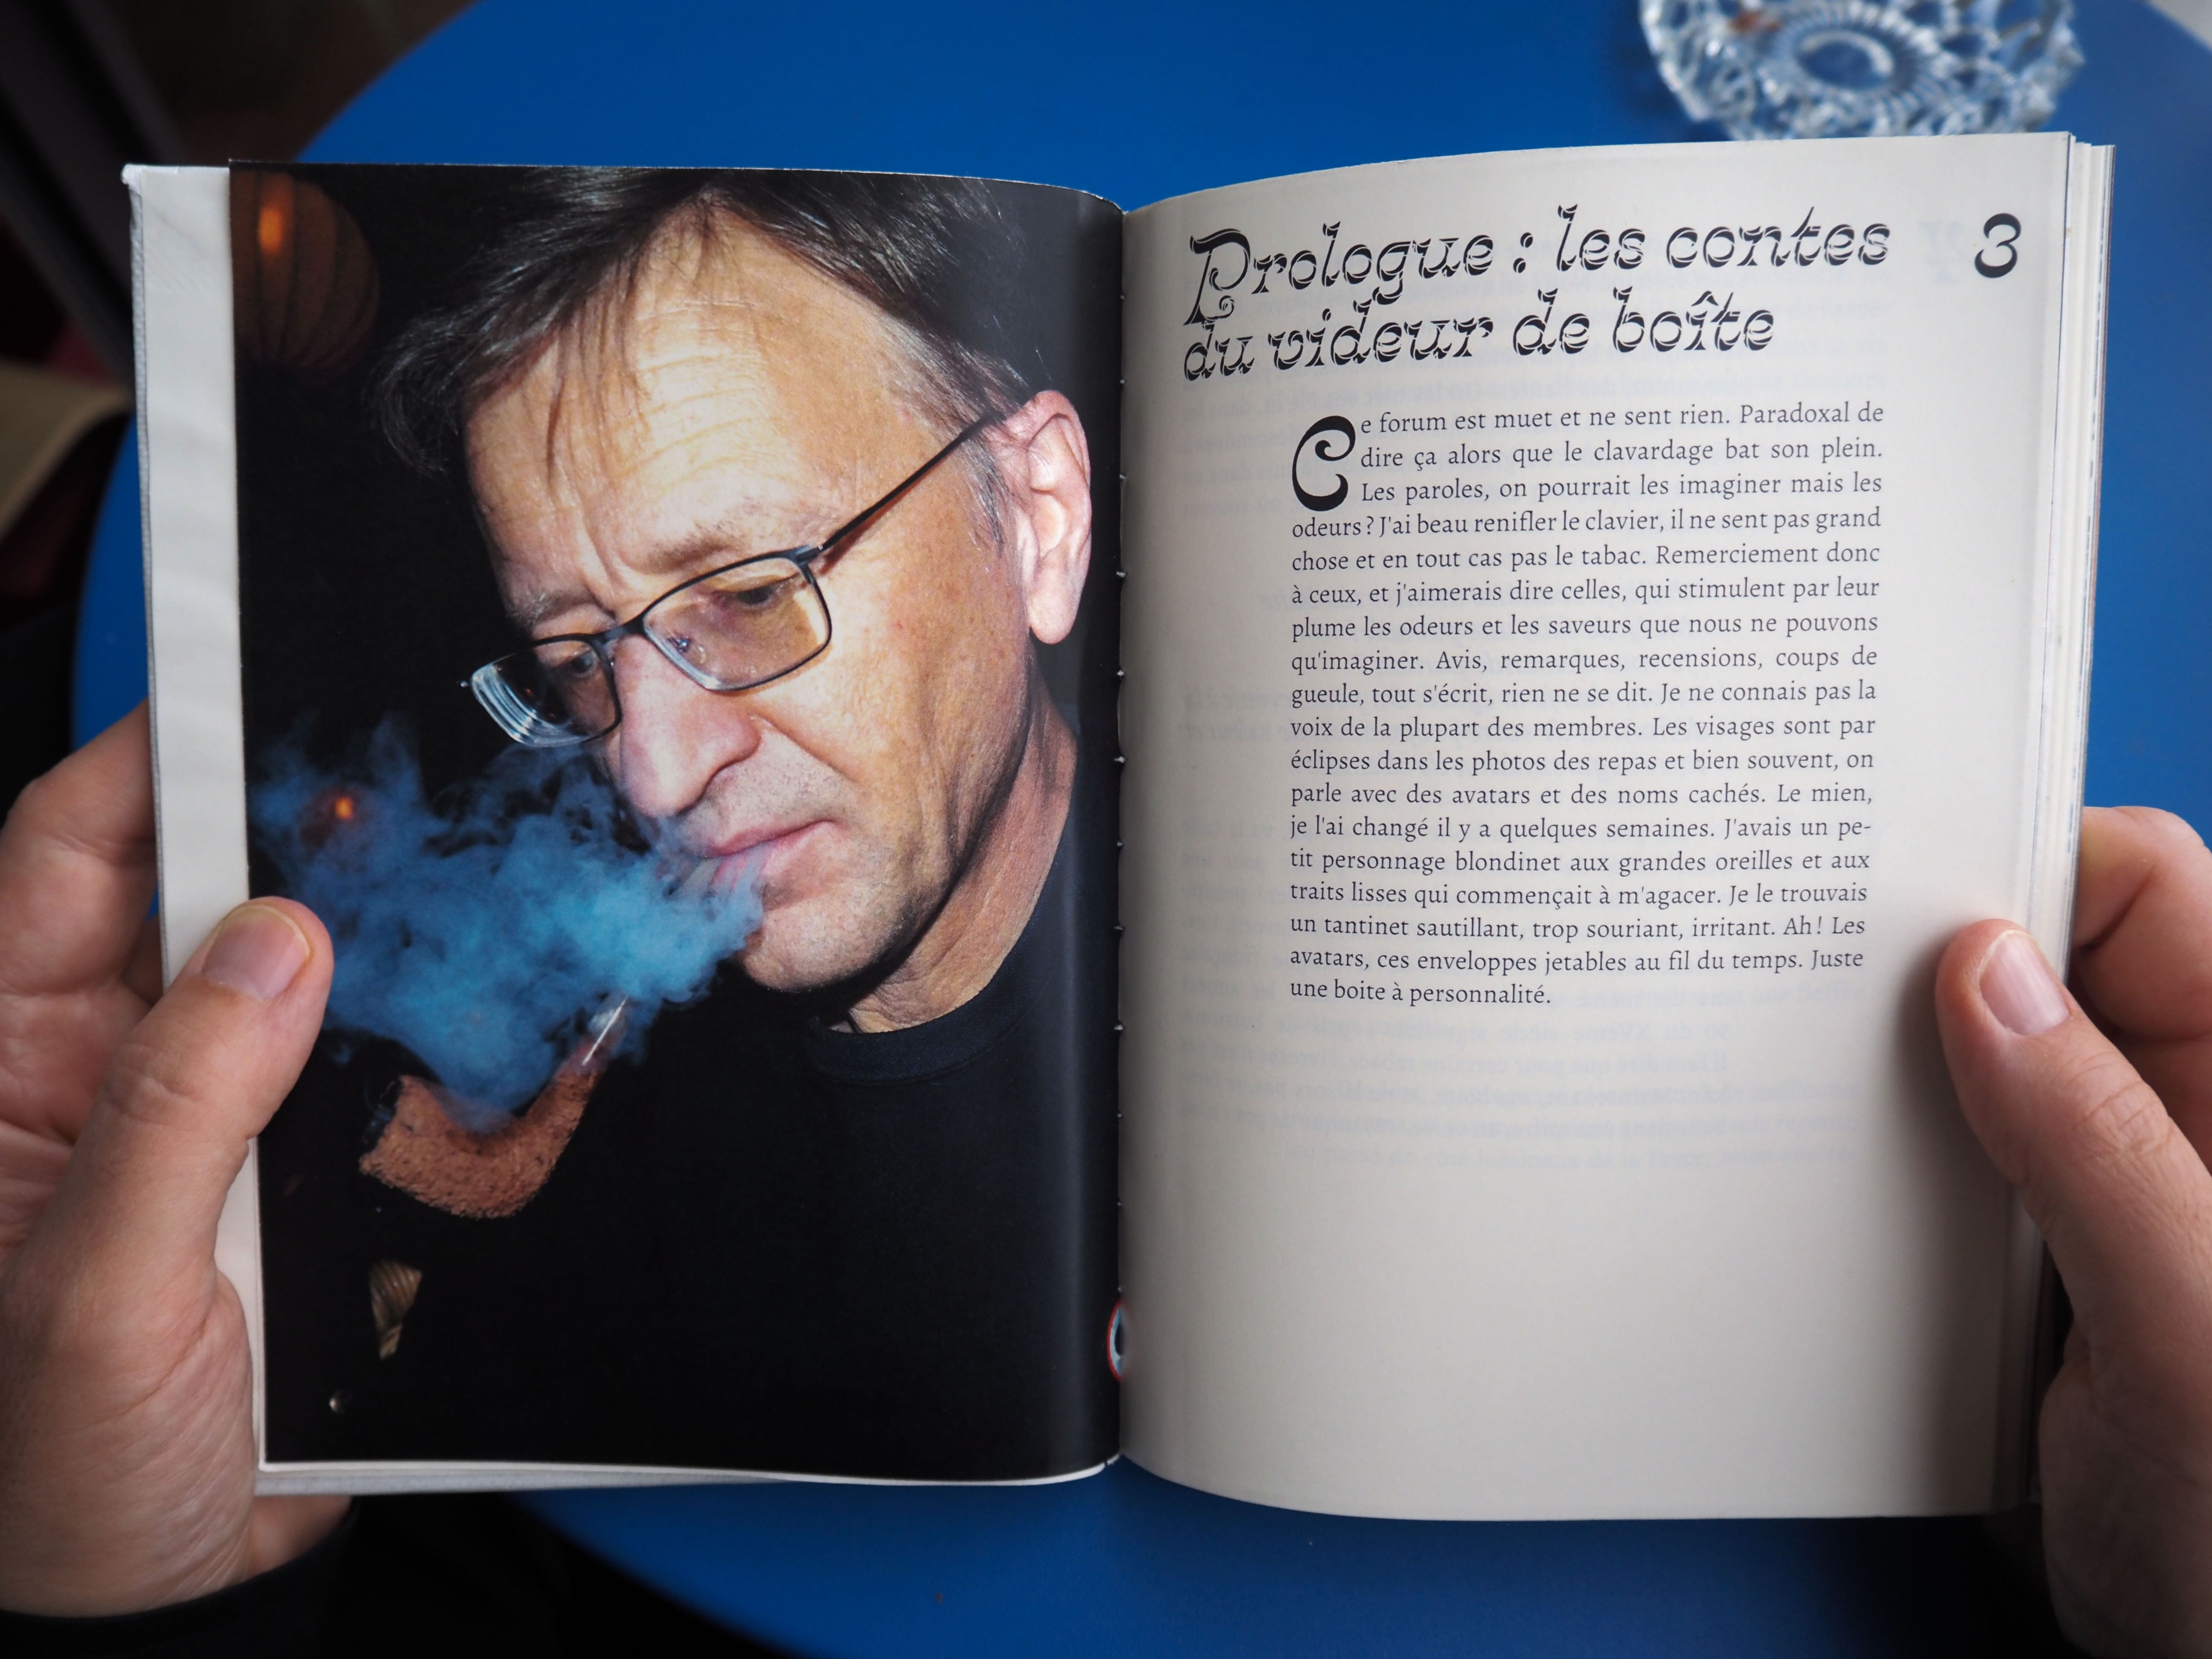 Prologue : les contes
du videur de boîte
3
Ce forum est muet et ne sent rien. Paradoxal de
dire ça alors que le clavardage bat son plein.
Les paroles, on pourrait les imaginer mais les
odeurs ? J'ai beau renifler le clavier, il ne sent pas grand
chose et en tout cas pas le tabac. Remerciement donc
à ceux, et j'aimerais dire celles, qui stimulent par leur
plume les odeurs et les saveurs que nous ne pouvons
qu'imaginer. Avis, remarques, recensions, coups de
gueule, tout s'écrit, rien ne se dit. Je ne connais pas la
voix de la plupart des membres. Les visages sont par
éclipses dans les photos des repas et bien souvent, on
parle avec des avatars et des noms cachés. Le mien,
je l'ai changé il y a quelques semaines. J'avais un pe-
tit personnage blondinet aux grandes oreilles et aux
traits lisses qui commençait à m'agacer. Je le trouvais
un tantinet sautillant, trop souriant, irritant. Ah ! Les
avatars, ces enveloppes jetables au fil du temps. Juste
une boite à personnalité.